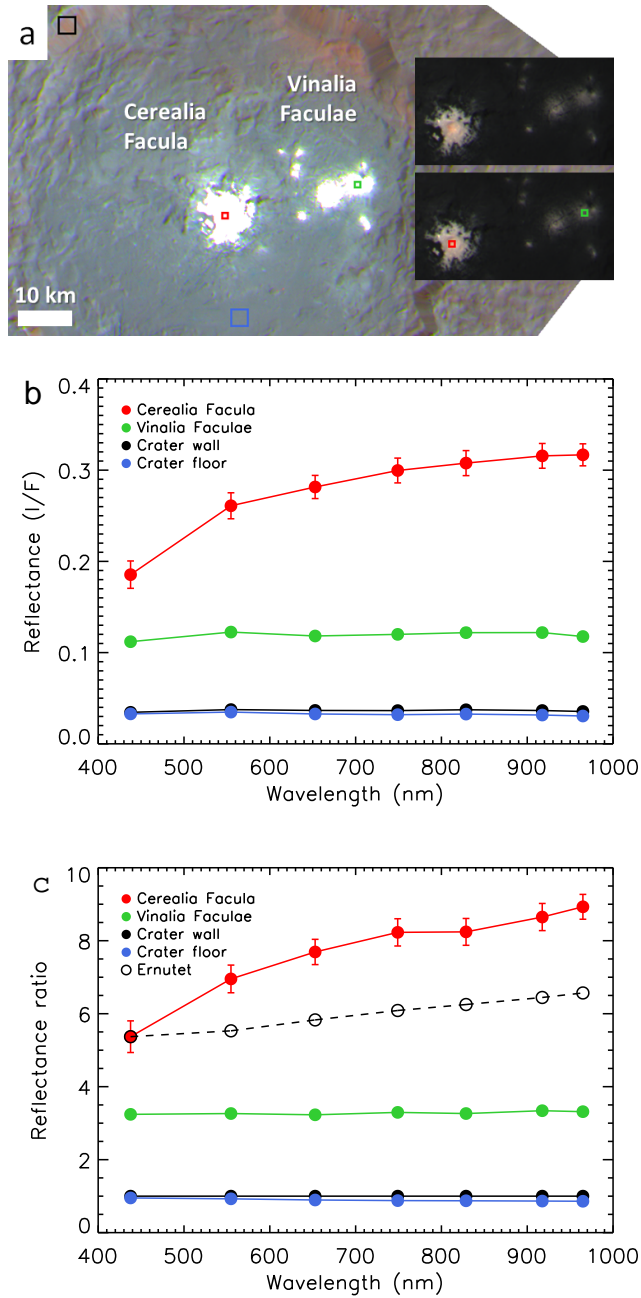 a
Cerealia
Facula
Vinalia
Faculae
10 km
b
0.4
0.3
0.2
0.1
0.0
Reflectance (I/F)
Cerealia Facula
Vinalia Faculae
Crater wall
Crater floor
400 500 600 700 800 900 1000
Wavelength (nm)
c
10
8
6
4
2
0
Reflectance ratio
Cerealia Facula
Vinalia Faculae
Crater wall
Crater floor
Ernutet
400 500 600 700 800 900 1000
Wavelength (nm)